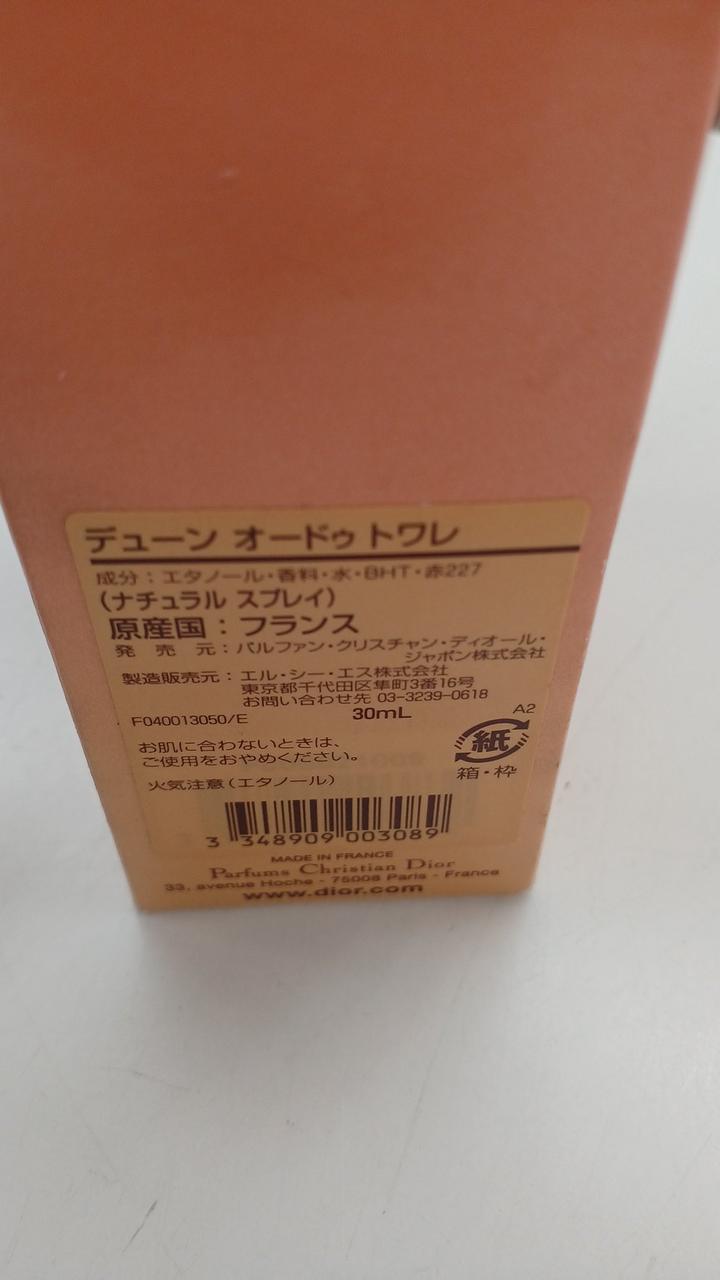 デューン オードゥ トワレ
成分：エタノール・香料・水・BHT・赤227
（ナチュラル スプレイ）
原産国：フランス
発　売　元：パルファン・クリスチャン・ディオール・
ジャポン株式会社
製造販売元：エル・シー・エス株式会社
東京都千代田区隼町3番16号
お問い合わせ先 03-3239-0618
F040013050/E
30mL
A2
紙
箱・枠
お肌に合わないときは、
ご使用をおやめください。
火気注意（エタノール）
3 348909 003089
MADE IN FRANCE
Parfums Christian Dior
33, avenue Hoche - 75008 Paris - France
www.dior.com